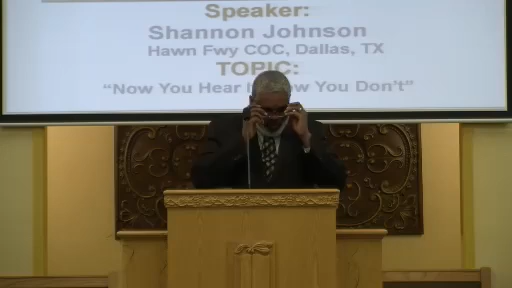 Speaker:
Shannon Johnson
Hawn Fwy COC, Dallas, TX
TOPIC:
“Now You Hear You Don’t”